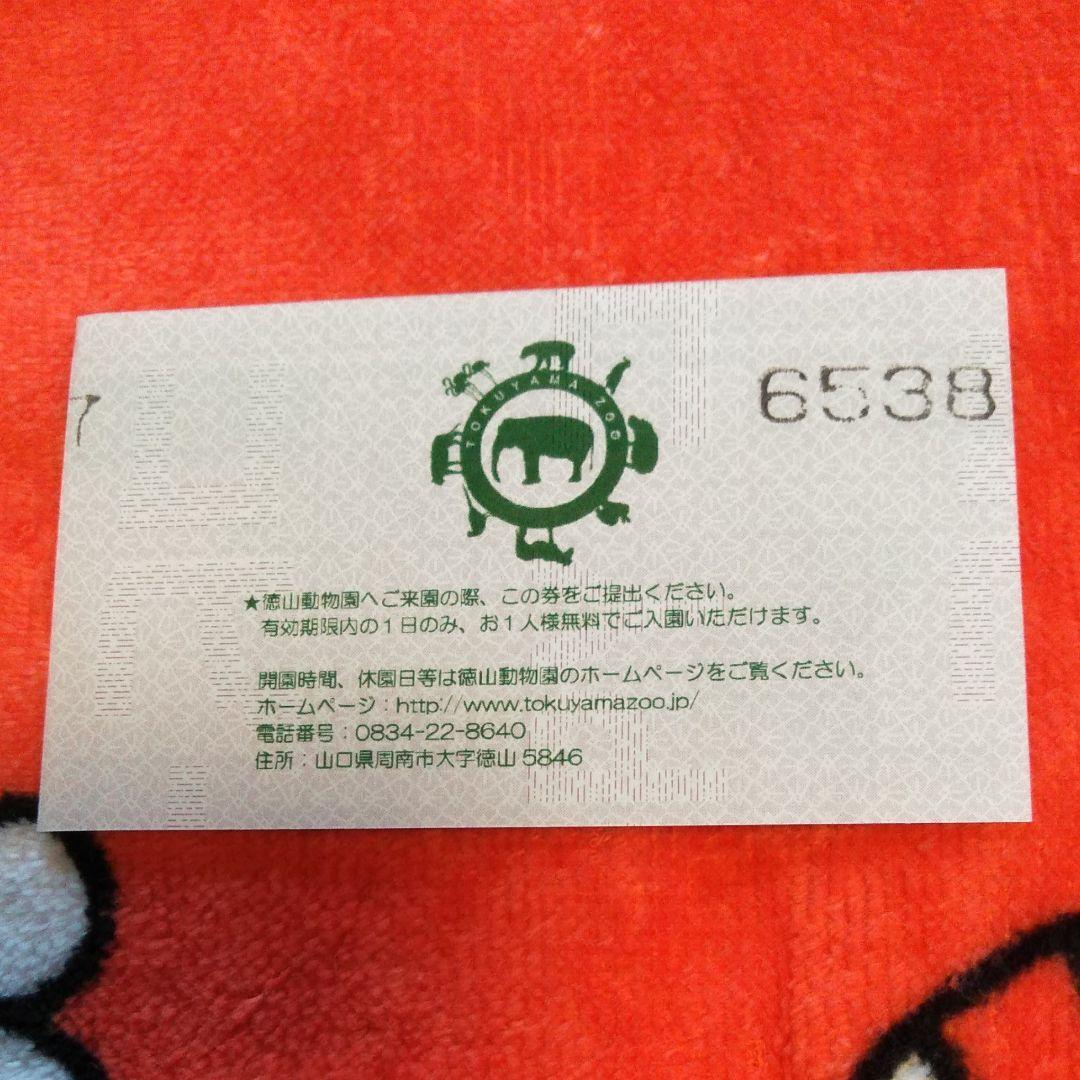 TOKUYAMA ZOO
7
6538
★徳山動物園へご来園の際、この券をご提出ください。
有効期限内の1日のみ、お1人様無料でご入園いただけます。
開園時間、休園日等は徳山動物園のホームページをご覧ください。
ホームページ：http://www.tokuyamazoo.jp/
電話番号：0834-22-8640
住所：山口県周南市大字徳山 5846